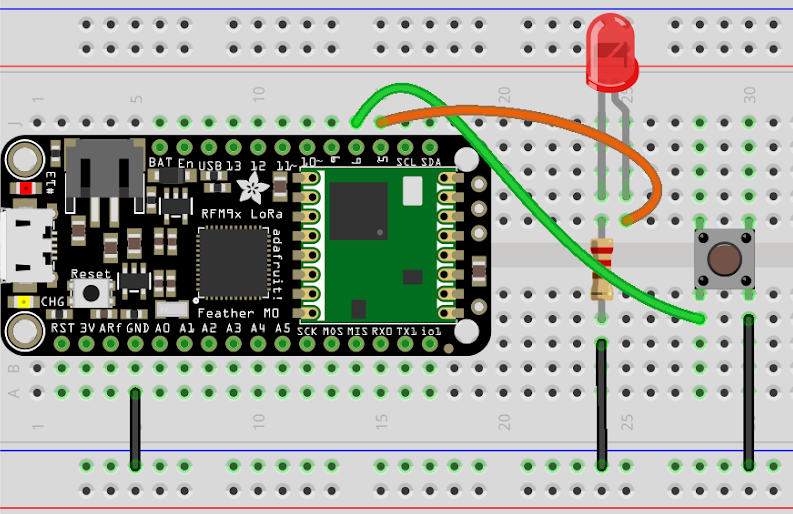 1 5 10 15 20 25 30
J
BAT En USB 13 12 11~ 10~ 9 6 5 SCL SDA
ET#
RFM9x LoRa
adafruit!
Reset
CHG
Feather M0
RST 3V ARf GND A0 A1 A2 A3 A4 A5 SCK MOS MIS RX0 TX1 io1
B
A
1 10 15 20 25 30